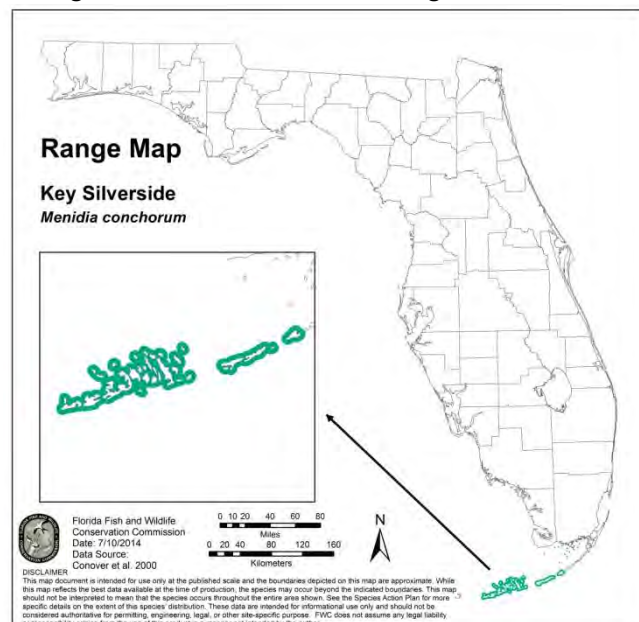 Range Map
Key Silverside
Menidia conchorum
Florida Fish and Wildlife
Conservation Commission
Date: 7/10/2014
Data Source:
Conover et al. 2000
0 10 20 40 60 80
Miles
0 20 40 80 120 160
Kilometers
N
DISCLAIMER
This map document is intended for use only at the published scale and the boundaries depicted on this map are approximate. While
this map reflects the best data available at the time of production, the species may occur beyond the indicated boundaries. This map
should not be interpreted to mean that the species occurs throughout the entire area shown. See the Species Action Plan for more
specific details on the extent of this species' distribution. These data are intended for informational use only and should not be
considered authoritative for permitting, engineering, legal, or other site-specific purpose. FWC does not assume any legal liability